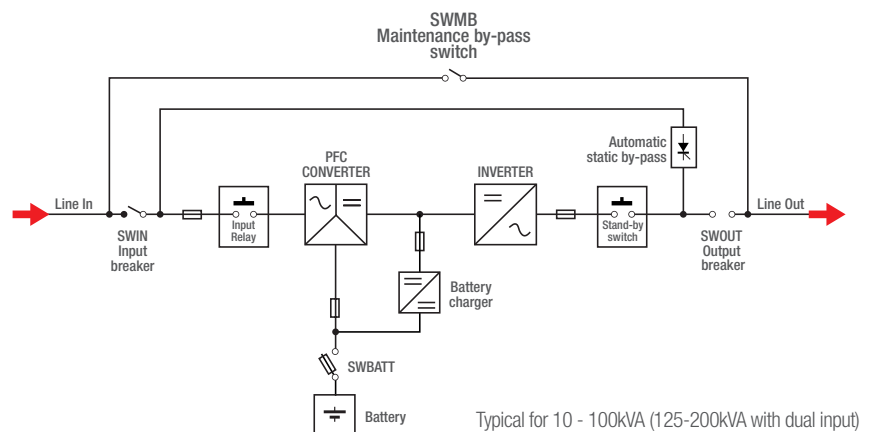 SWMB
Maintenance by-pass
switch
Automatic
static by-pass
PFC
CONVERTER
INVERTER
Line In
Line Out
Input
Relay
Stand-by
switch
SWIN
Input
breaker
SWOUT
Output
breaker
Battery
charger
SWBATT
Battery
Typical for 10 - 100kVA (125-200kVA with dual input)